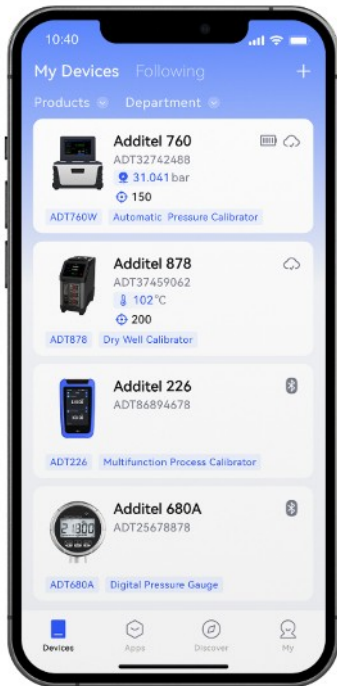 10:40
My Devices Following +
Products Department
Additel 760
ADT32742488
31.041 bar
150
ADT760W Automatic Pressure Calibrator
Additel 878
ADT37459062
102°C
200
ADT878 Dry Well Calibrator
Additel 226
ADT86894678
ADT226 Multifunction Process Calibrator
Additel 680A
ADT25678878
ADT680A Digital Pressure Gauge
Devices Apps Discover My